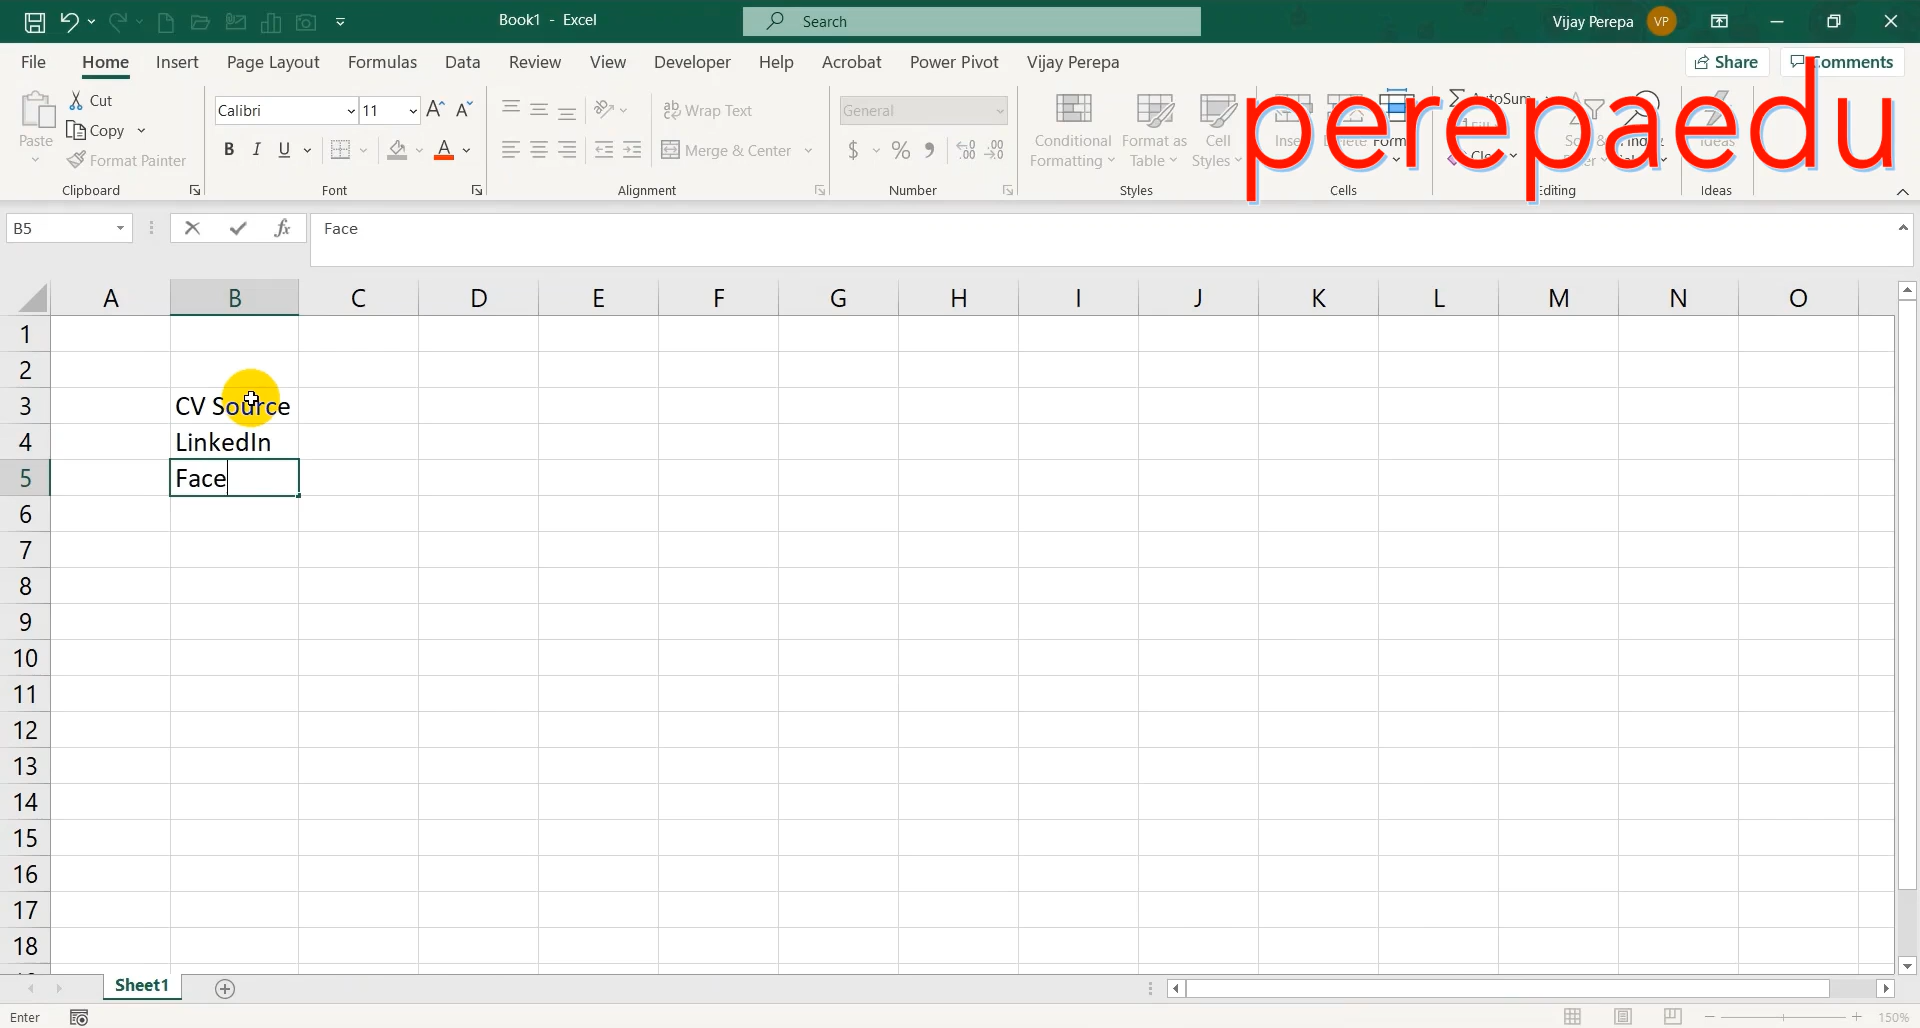 Book1 - Excel
Search
Vijay Perepa VP
File Home Insert Page Layout Formulas Data Review View Developer Help Acrobat Power Pivot Vijay Perepa
Share
Comments
perepaedu
Paste
Cut
Copy
Format Painter
Clipboard
Calibri 11
B I U
Font
Wrap Text
Merge & Center
Alignment
General
$ %
Number
Conditional Formatting
Format as Table
Cell Styles
Styles
Cells
AutoSum
Editing
Ideas
Ideas
B5
fx
Face
A B C D E F G H I J K L M N O
1
2
3 CV Source
4 LinkedIn
5 Face
6
7
8
9
10
11
12
13
14
15
16
17
18
Sheet1
Enter
150%